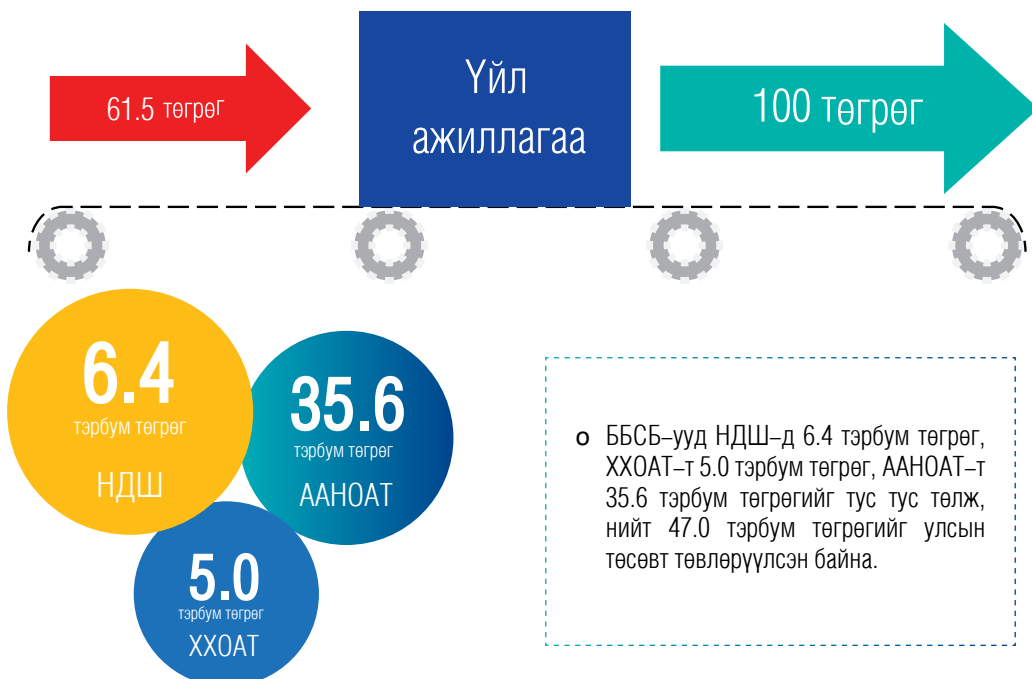 61.5 төгрөг
Үйл
ажиллагаа
100 төгрөг
6.4
тэрбум төгрөг
НДШ
35.6
тэрбум төгрөг
ААНОАТ
5.0
тэрбум төгрөг
ХХОАТ
o ББСБ–ууд НДШ–д 6.4 тэрбум төгрөг,
ХХОАТ–т 5.0 тэрбум төгрөг, ААНОАТ–т
35.6 тэрбум төгрөгийг тус тус төлж,
нийт 47.0 тэрбум төгрөгийг улсын
төсөвт төвлөрүүлсэн байна.